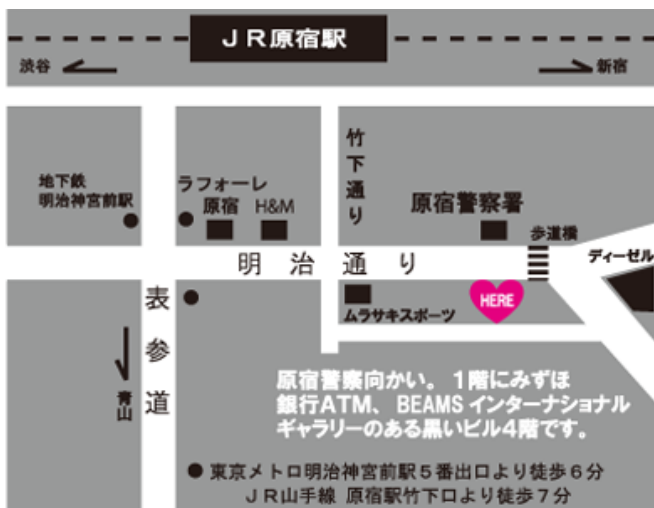 JR原宿駅
渋谷
新宿
竹下通り
地下鉄
明治神宮前駅
ラフォーレ
原宿 H&M
原宿警察署
歩道橋
ディーゼル
明治通り
HERE
ムラサキスポーツ
表参道
青山
原宿警察向かい。1階にみずほ
銀行ATM、BEAMSインターナショナル
ギャラリーのある黒いビル4階です。
●東京メトロ明治神宮前駅5番出口より徒歩6分
JR山手線 原宿駅竹下口より徒歩7分